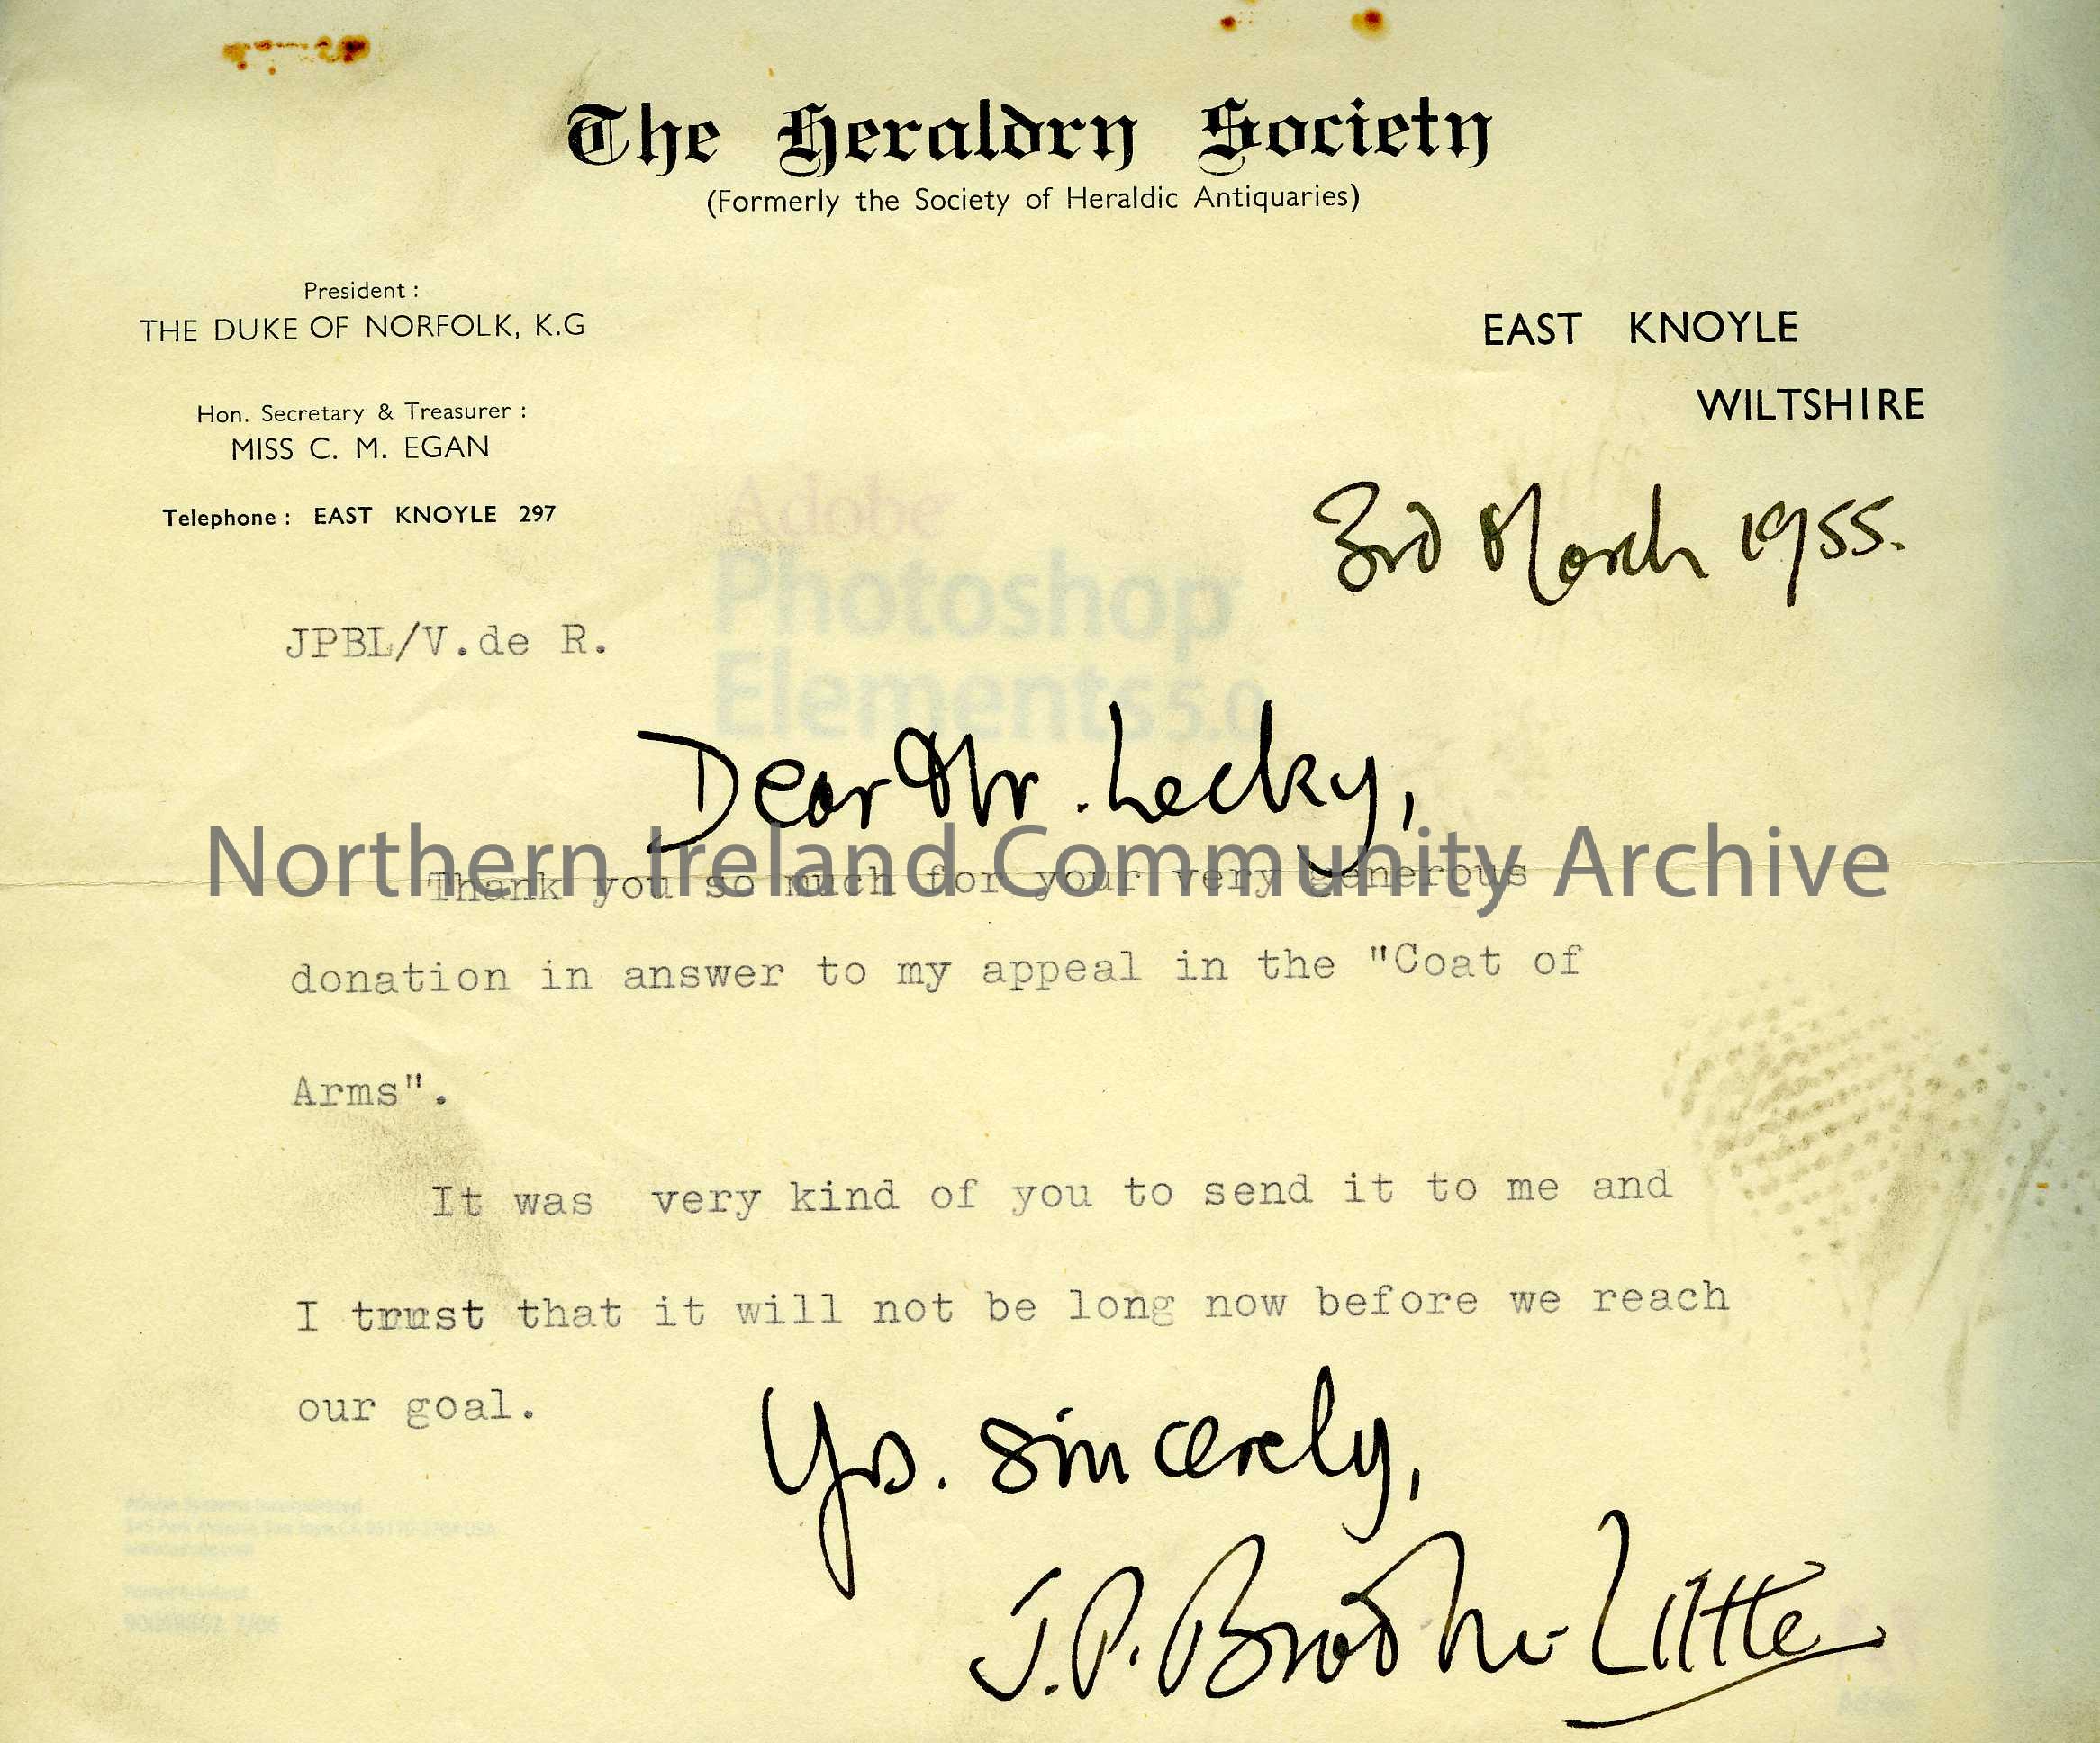 The Heraldry Society
(Formerly the Society of Heraldic Antiquaries)
President :
THE DUKE OF NORFOLK, K.G
Hon. Secretary & Treasurer :
MISS C. M. EGAN
Telephone : EAST KNOYLE 297
EAST KNOYLE
WILTSHIRE
3rd March 1955.
Adobe
Photoshop
Elements 5.0
JPBL/V.de R.
Dear Mr. Lecky,
Northern Ireland Community Archive
Thank you so much for your very generous
donation in answer to my appeal in the "Coat of
Arms".
It was very kind of you to send it to me and
I trust that it will not be long now before we reach
our goal.
Yrs. sincerely,
J.P. Brooke-Little